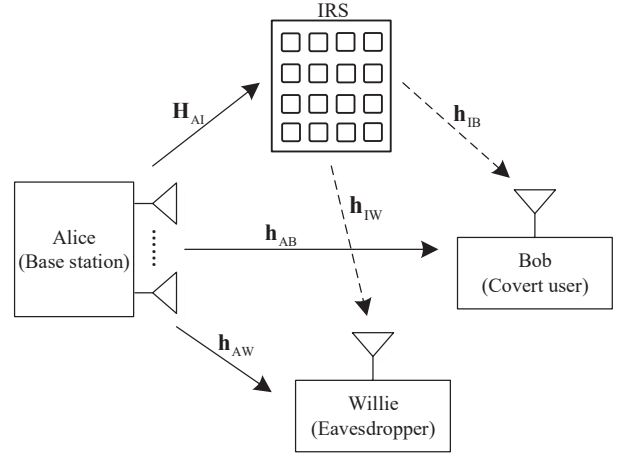 IRS
H_AI
h_IB
h_IW
Alice
(Base station)
h_AB
Bob
(Covert user)
h_AW
Willie
(Eavesdropper)